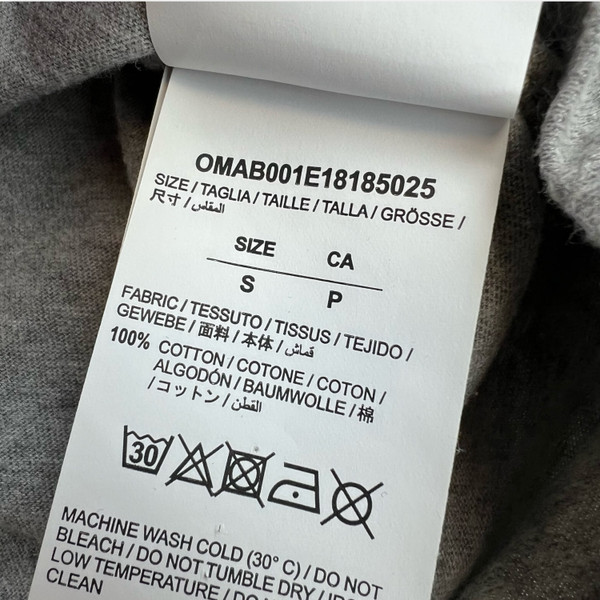 OMAB001E18185025
SIZE / TAGLIA / TAILLE / TALLA / GRÖSSE /
尺寸 / المقاس
SIZE CA
S P
FABRIC / TESSUTO / TISSUS / TEJIDO /
GEWEBE / 面料 / 本体 / قماش
100% COTTON / COTONE / COTON /
ALGODÓN / BAUMWOLLE / 棉
/ コットン / القطن
30
MACHINE WASH COLD (30° C) / DO NOT
BLEACH / DO NOT TUMBLE DRY /
LOW TEMPERATURE /
CLEAN